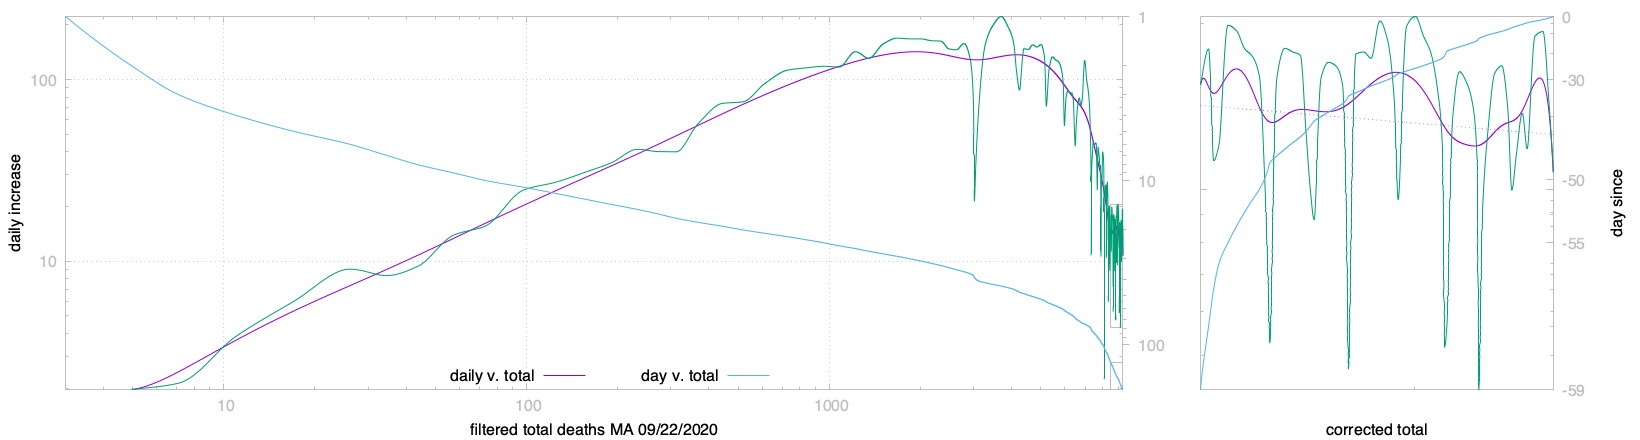 1
0
100
-30
daily increase
10
-50
day since
-55
10
100
daily v. total
day v. total
-59
10
100
1000
filtered total deaths MA 09/22/2020
corrected total